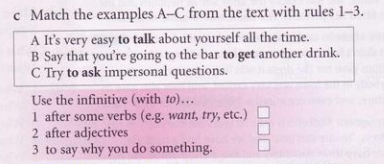 c Match the examples A–C from the text with rules 1–3.
A It's very easy to talk about yourself all the time.
B Say that you're going to the bar to get another drink.
C Try to ask impersonal questions.
Use the infinitive (with to)...
1 after some verbs (e.g. want, try, etc.)
2 after adjectives
3 to say why you do something.